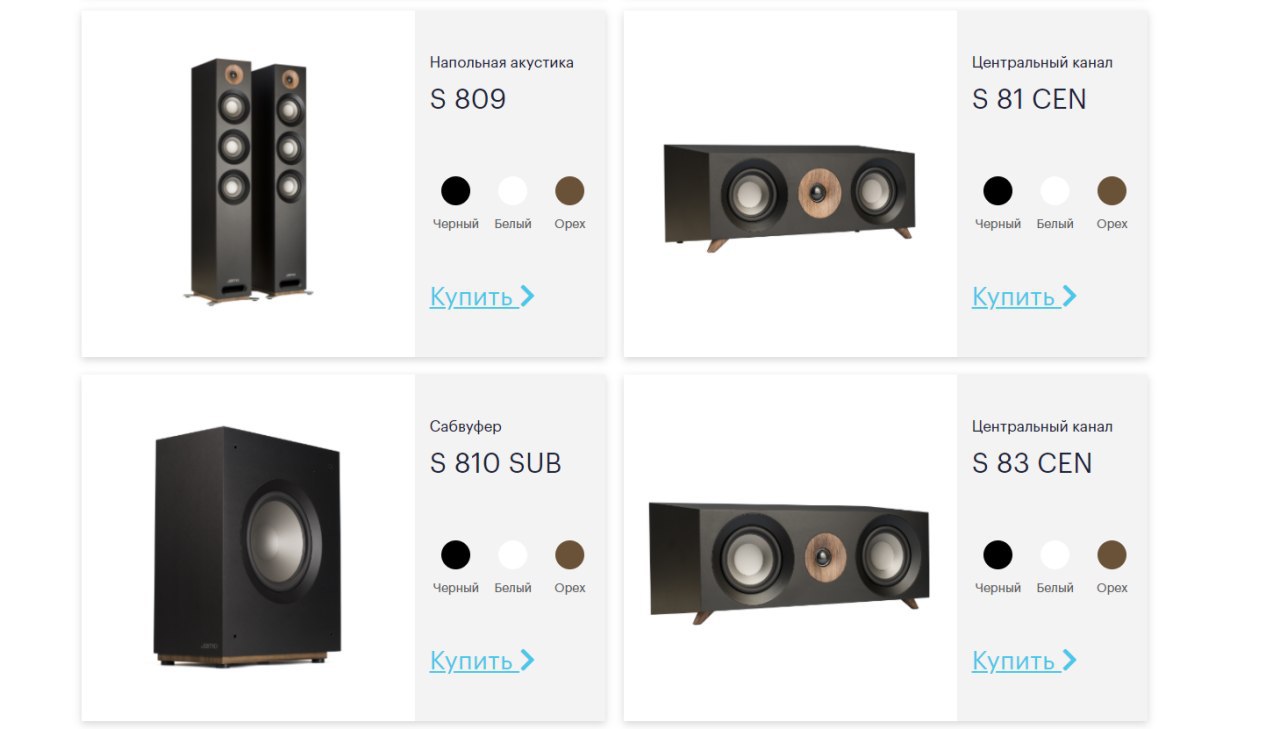 Напольная акустика
S 809
Черный Белый Орех
Купить
Центральный канал
S 81 CEN
Черный Белый Орех
Купить
Сабвуфер
S 810 SUB
Черный Белый Орех
Купить
Центральный канал
S 83 CEN
Черный Белый Орех
Купить